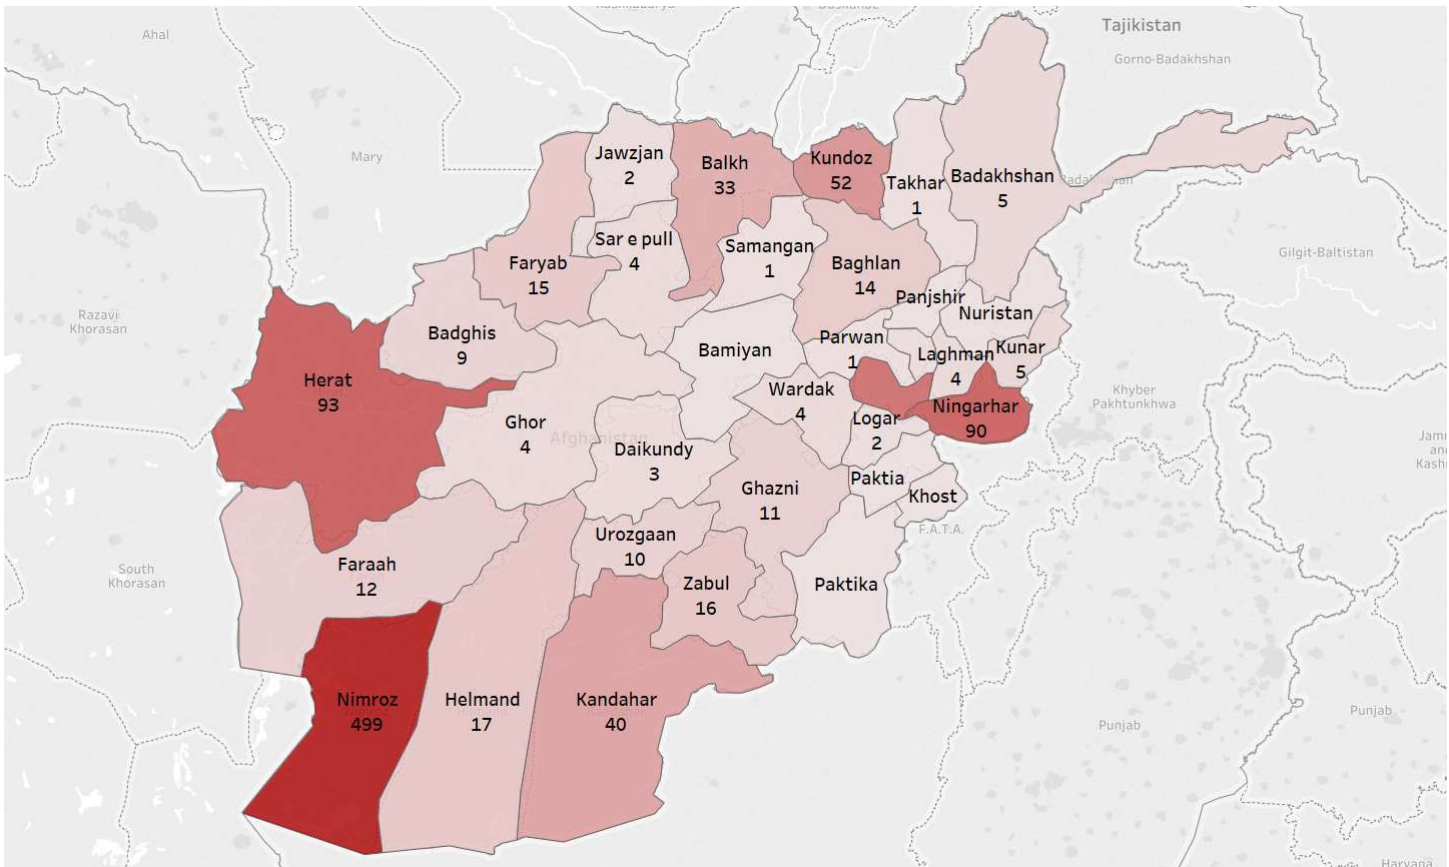 Tajikistan
Ahal
Gorno-Badakhshan
Mary
Jawzjan
2
Balkh
33
Kundoz
52
Takhar
1
Badakhshan
5
Sar e pull
4
Samangan
1
Faryab
15
Baghlan
14
Gilgit-Baltistan
Panjshir
Nuristan
Razavi
Khorasan
Badghis
9
Bamiyan
Parwan
1
Laghman
4
Kunar
5
Herat
93
Wardak
4
Ningarhar
90
Khyber
Pakhtunkhwa
Ghor
4
Afghanistan
Logar
2
Daikundy
3
Ghazni
11
Paktia
Khost
F.A.T.A.
Urozgaan
10
South
Khorasan
Faraah
12
Zabul
16
Paktika
Nimroz
499
Helmand
17
Kandahar
40
Punjab
Punjab
Haryana